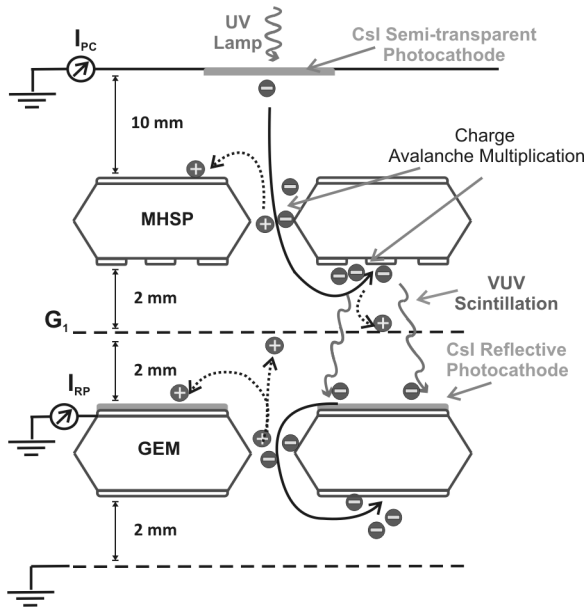 UV
Lamp
CsI Semi-transparent
Photocathode
I_PC
10 mm
Charge
Avalanche Multiplication
MHSP
2 mm
VUV
Scintillation
G_1
2 mm
CsI Reflective
Photocathode
I_RP
GEM
2 mm